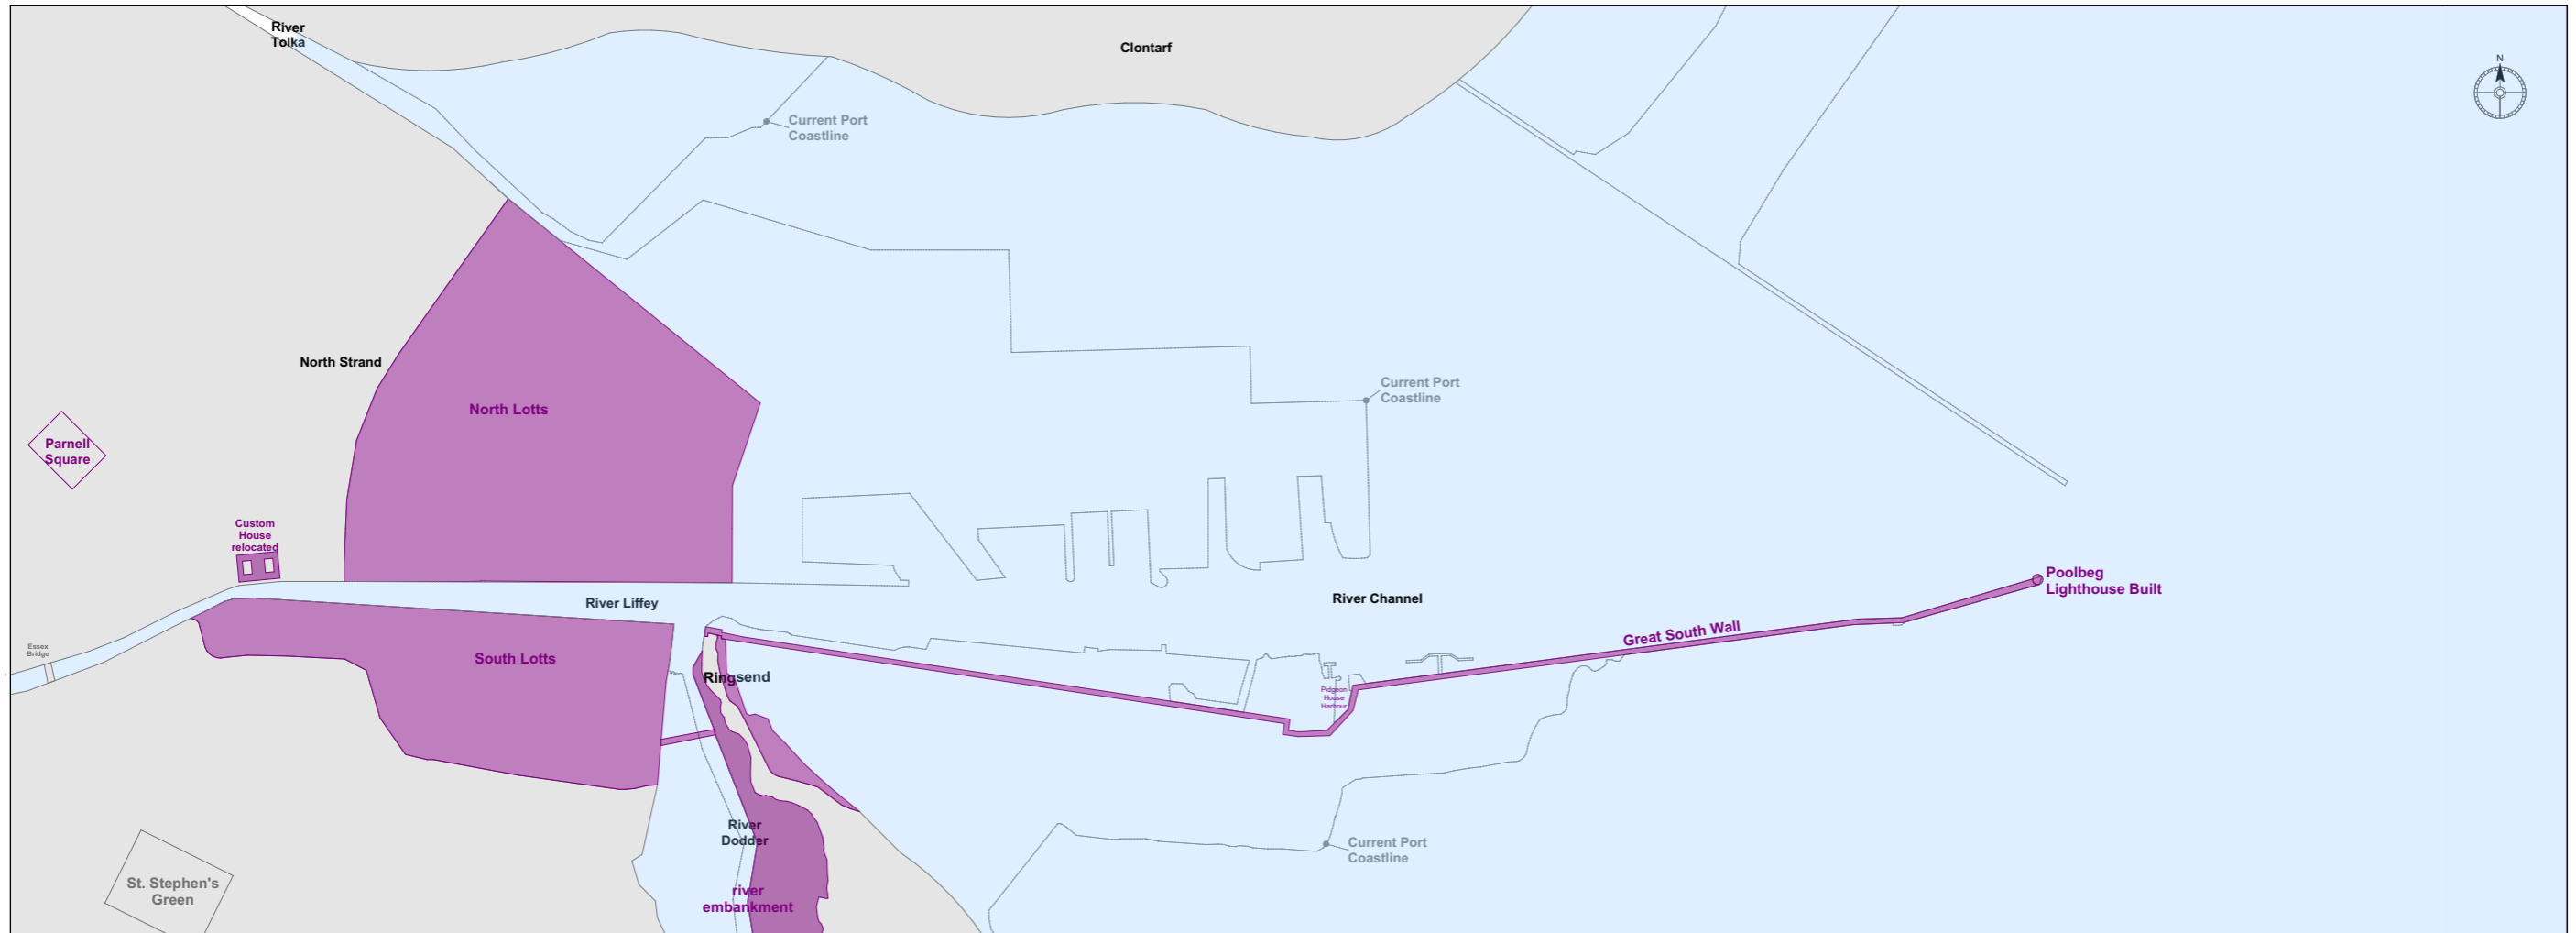 River
Tolka
Clontarf
N
Current Port
Coastline
North Strand
North Lotts
Current Port
Coastline
Parnell
Square
Custom
House
relocated
River Liffey
River Channel
Poolbeg
Lighthouse Built
Great South Wall
Essex
Bridge
South Lotts
Ringsend
Pidgeon
House
Harbour
River
Dodder
Current Port
Coastline
St. Stephen's
Green
river
embankment